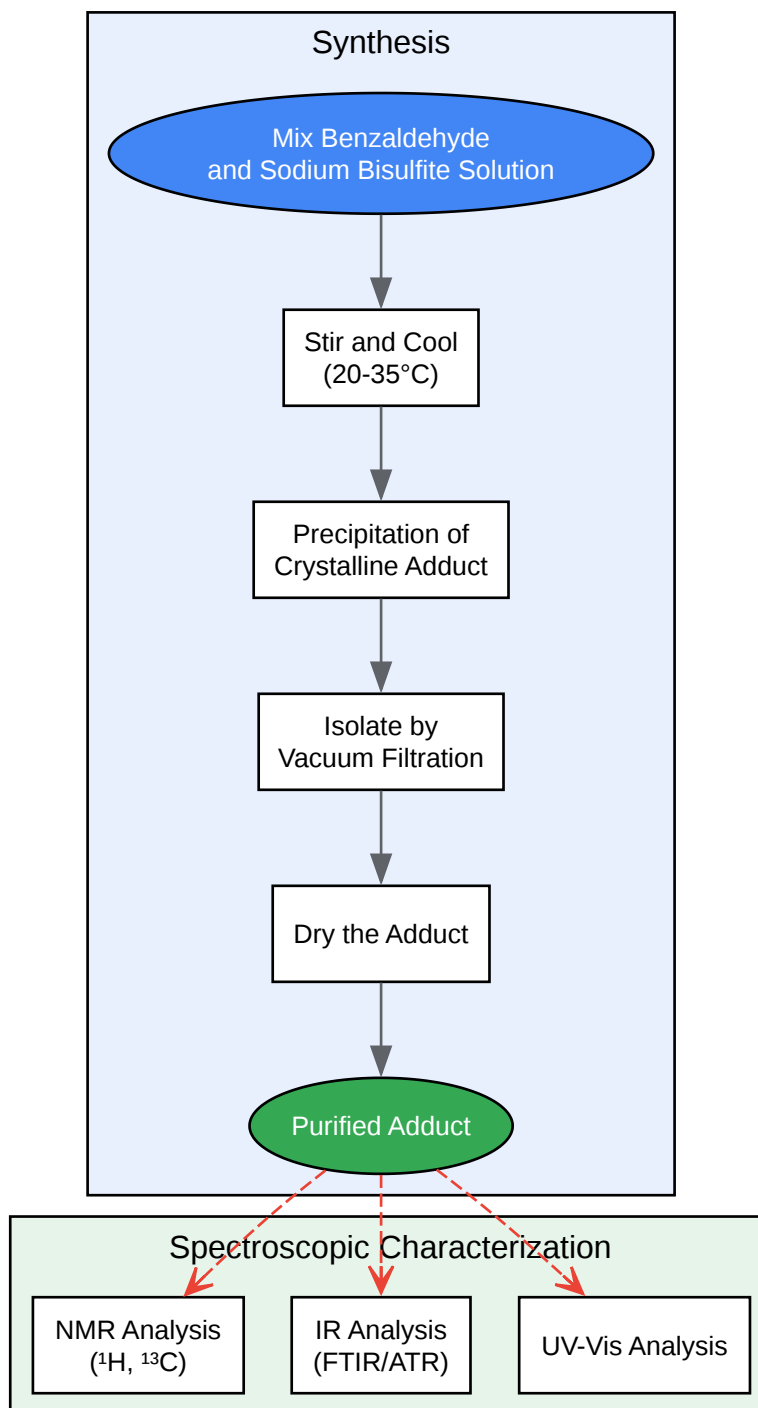 Synthesis
Mix Benzaldehyde
and Sodium Bisulfite Solution
Stir and Cool
(20-35°C)
Precipitation of
Crystalline Adduct
Isolate by
Vacuum Filtration
Dry the Adduct
Purified Adduct
Spectroscopic Characterization
NMR Analysis
(¹H, ¹³C)
IR Analysis
(FTIR/ATR)
UV-Vis Analysis